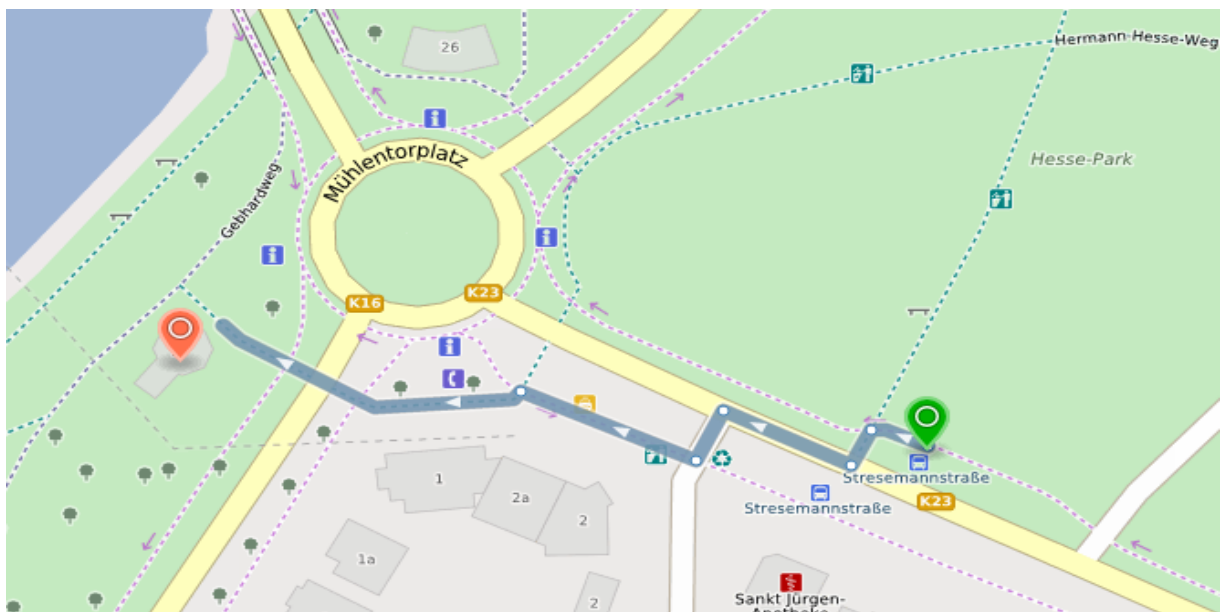 26
Hermann-Hesse-Weg
Hesse-Park
Mühlentorplatz
Gebhardweg
K16
K23
Stresemannstraße
Stresemannstraße
K23
1
2a
2
1a
2
Sankt Jürgen-
Apotheke